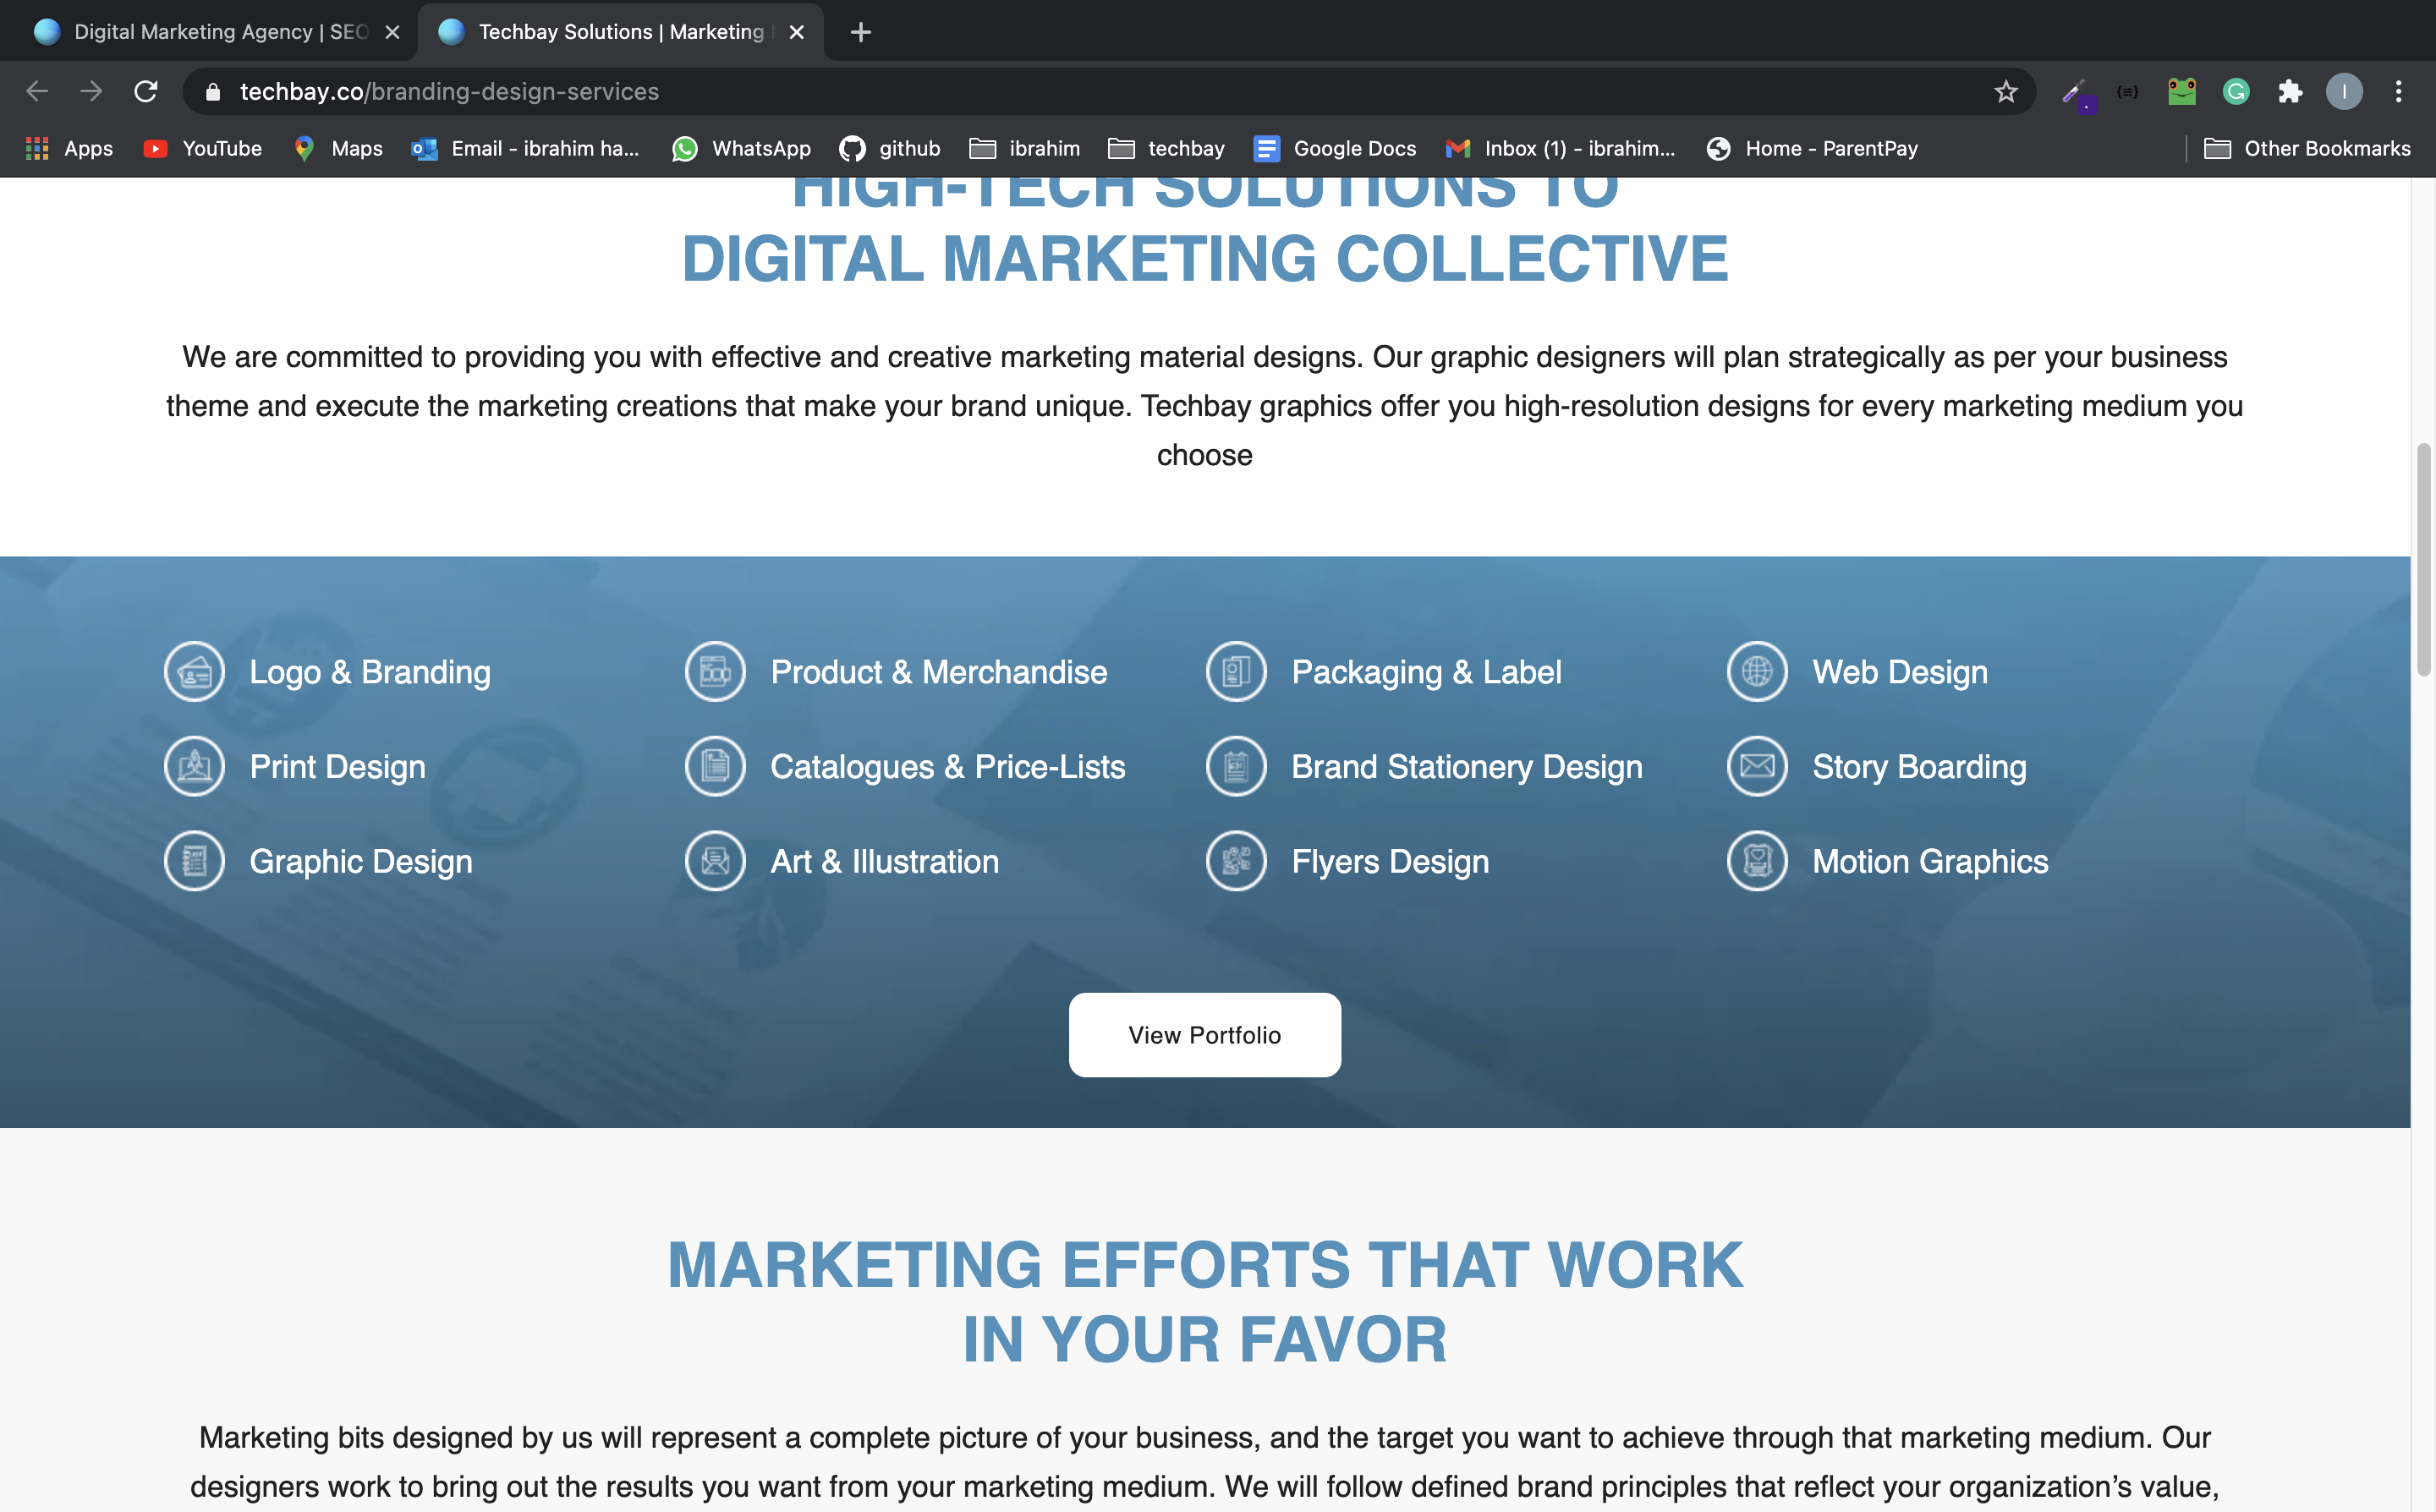 Digital Marketing Agency | SEO
Techbay Solutions | Marketing
techbay.co/branding-design-services
Apps YouTube Maps Email - ibrahim ha... WhatsApp github ibrahim techbay Google Docs Inbox (1) - ibrahim... Home - ParentPay Other Bookmarks
HIGH-TECH SOLUTIONS TO
DIGITAL MARKETING COLLECTIVE
We are committed to providing you with effective and creative marketing material designs. Our graphic designers will plan strategically as per your business
theme and execute the marketing creations that make your brand unique. Techbay graphics offer you high-resolution designs for every marketing medium you
choose
Logo & Branding Product & Merchandise Packaging & Label Web Design
Print Design Catalogues & Price-Lists Brand Stationery Design Story Boarding
Graphic Design Art & Illustration Flyers Design Motion Graphics
View Portfolio
MARKETING EFFORTS THAT WORK
IN YOUR FAVOR
Marketing bits designed by us will represent a complete picture of your business, and the target you want to achieve through that marketing medium. Our
designers work to bring out the results you want from your marketing medium. We will follow defined brand principles that reflect your organization's value,